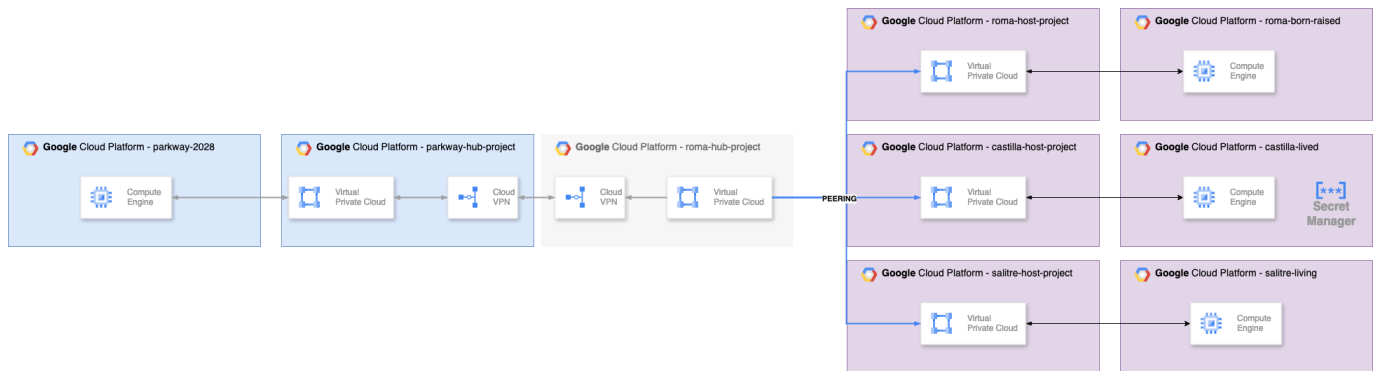 Google Cloud Platform - roma-host-project
Virtual
Private Cloud
Google Cloud Platform - roma-born-raised
Compute
Engine
Google Cloud Platform - parkway-2028
Compute
Engine
Google Cloud Platform - parkway-hub-project
Virtual
Private Cloud
Cloud
VPN
Google Cloud Platform - roma-hub-project
Cloud
VPN
Virtual
Private Cloud
PEERING
Google Cloud Platform - castilla-host-project
Virtual
Private Cloud
Google Cloud Platform - castilla-lived
Compute
Engine
[***]
Secret
Manager
Google Cloud Platform - salitre-host-project
Virtual
Private Cloud
Google Cloud Platform - salitre-living
Compute
Engine